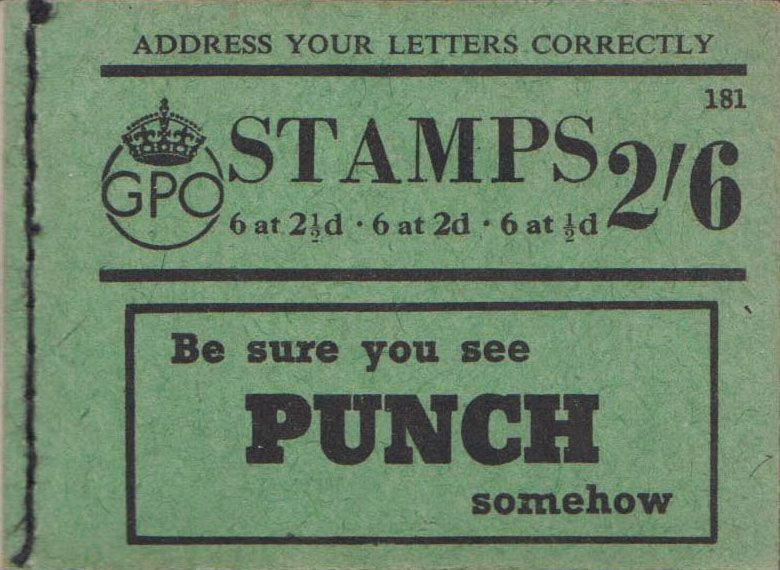 ADDRESS YOUR LETTERS CORRECTLY
181
GPO
STAMPS 2/6
6 at 2½d · 6 at 2d · 6 at ½d
Be sure you see
PUNCH
somehow